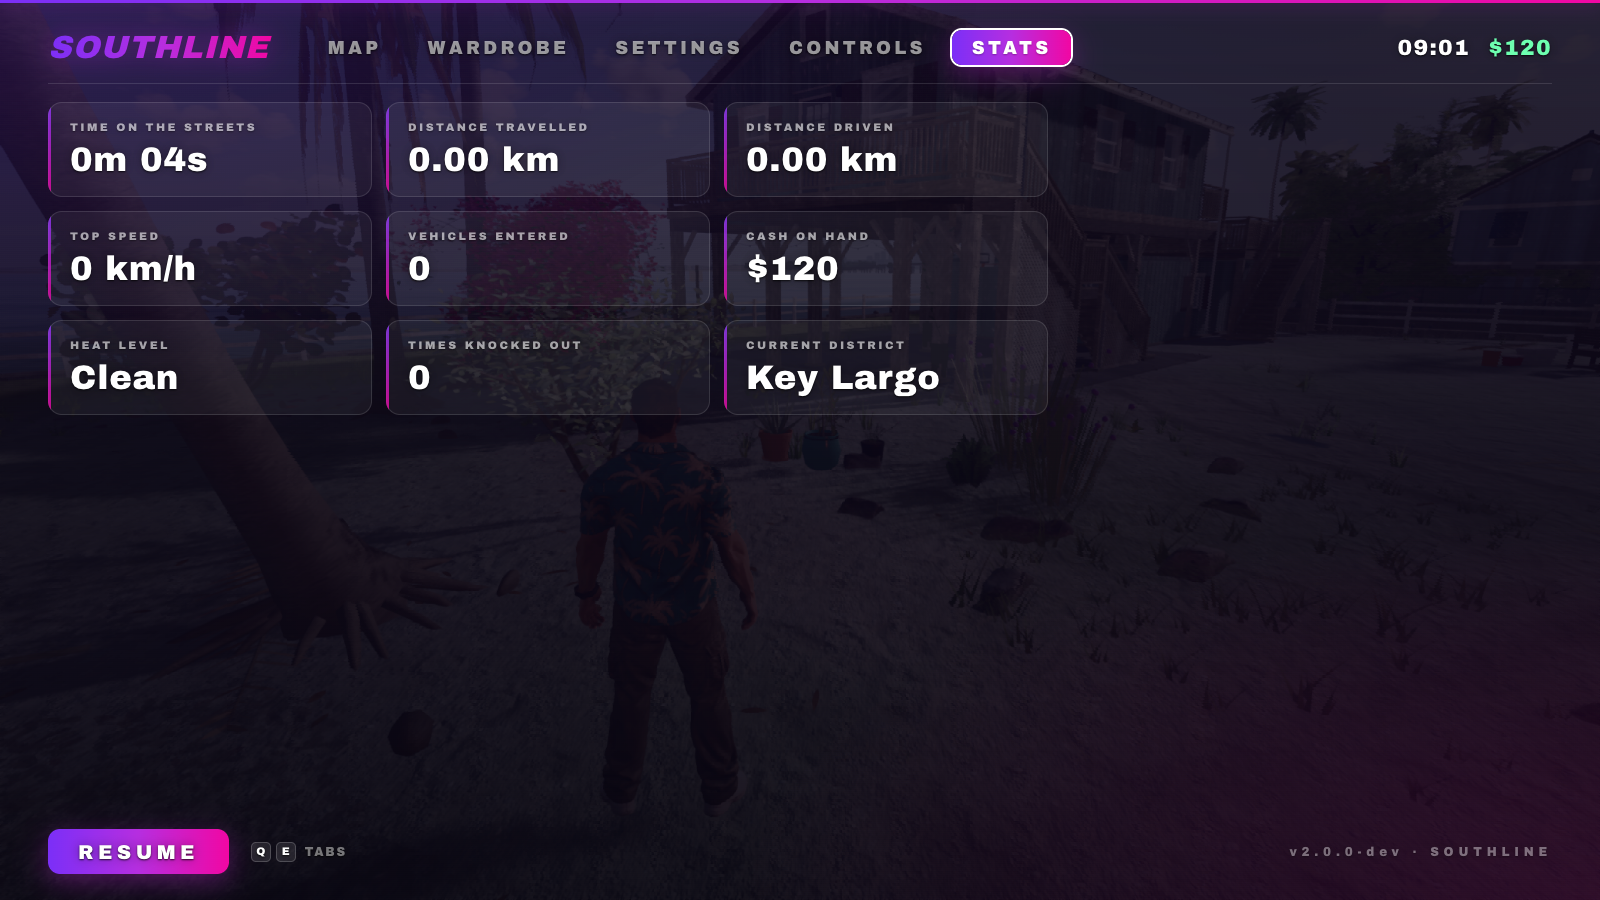 SOUTHLINE MAP WARDROBE SETTINGS CONTROLS STATS 09:01 $120
TIME ON THE STREETS
0m 04s
DISTANCE TRAVELLED
0.00 km
DISTANCE DRIVEN
0.00 km
TOP SPEED
0 km/h
VEHICLES ENTERED
0
CASH ON HAND
$120
HEAT LEVEL
Clean
TIMES KNOCKED OUT
0
CURRENT DISTRICT
Key Largo
RESUME Q E TABS v2.0.0-dev · SOUTHLINE